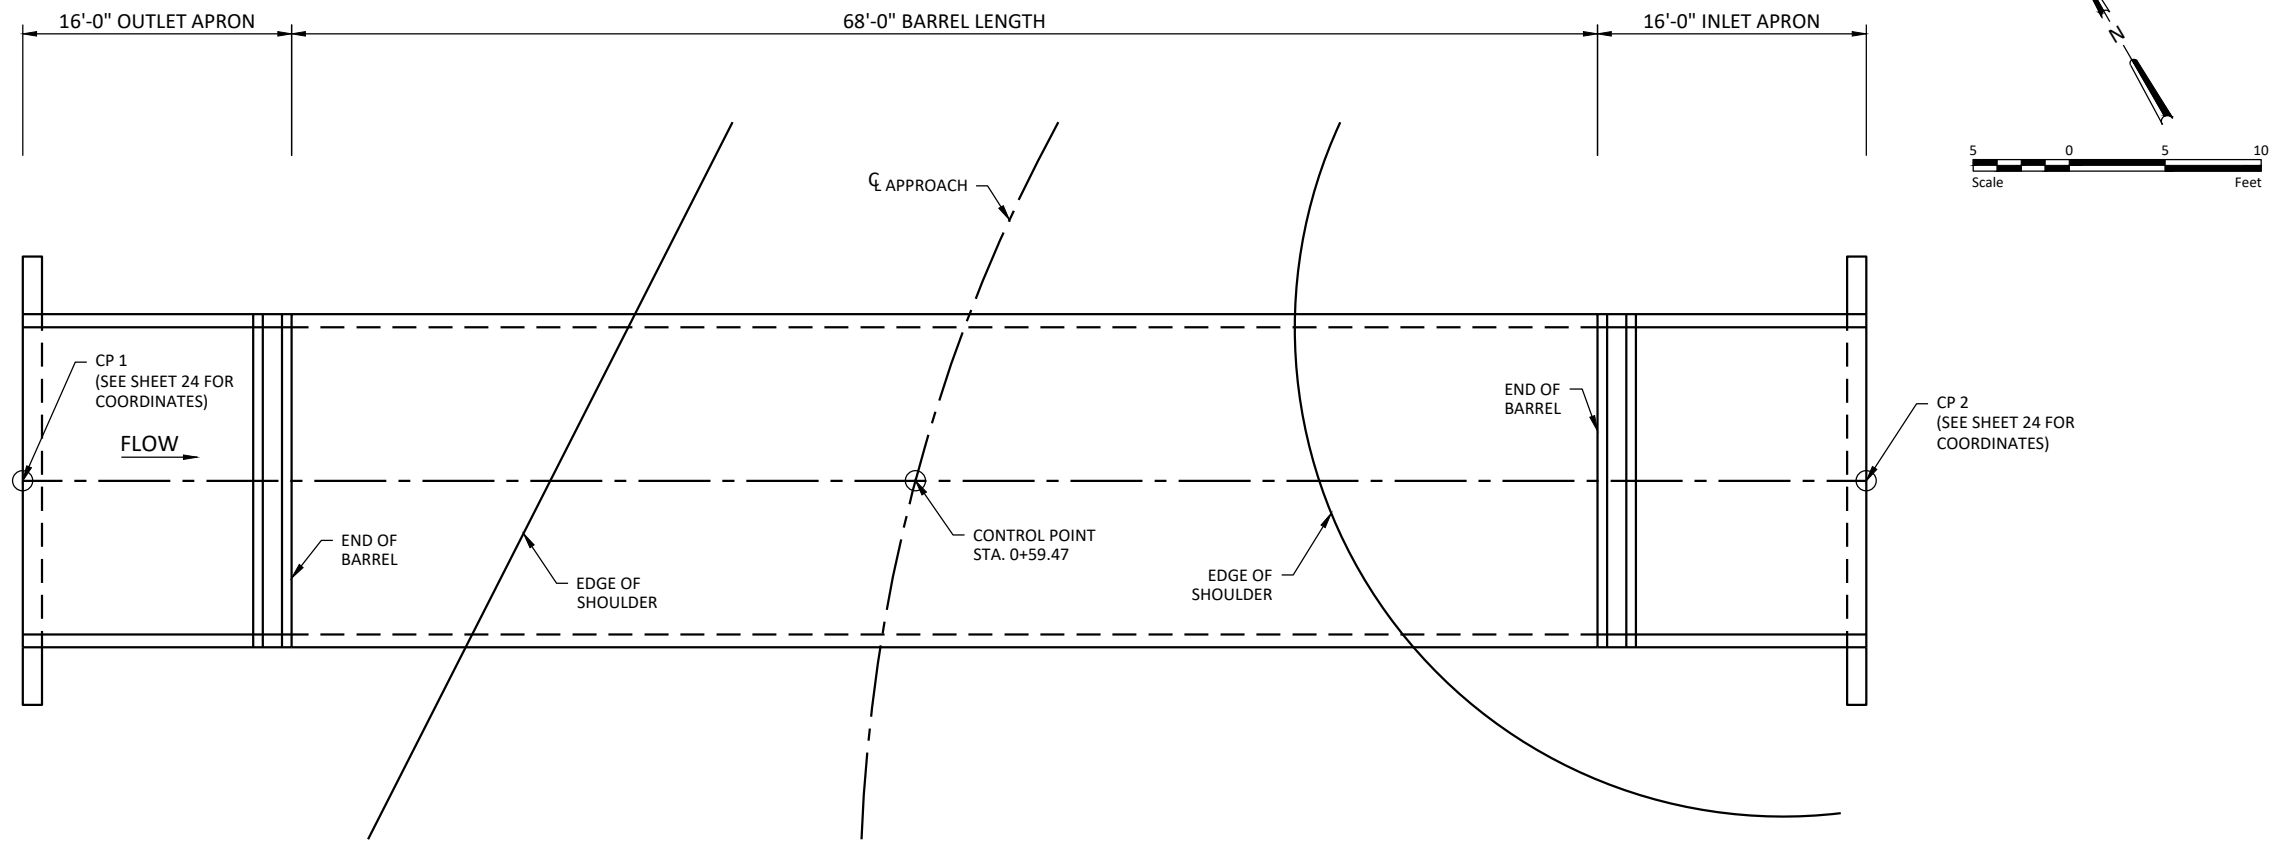 16'-0" OUTLET APRON
68'-0" BARREL LENGTH
16'-0" INLET APRON
N
5 0 5 10
Scale Feet
℄ APPROACH
CP 1
(SEE SHEET 24 FOR
COORDINATES)
FLOW
END OF
BARREL
CP 2
(SEE SHEET 24 FOR
COORDINATES)
END OF
BARREL
CONTROL POINT
STA. 0+59.47
EDGE OF
SHOULDER
EDGE OF
SHOULDER